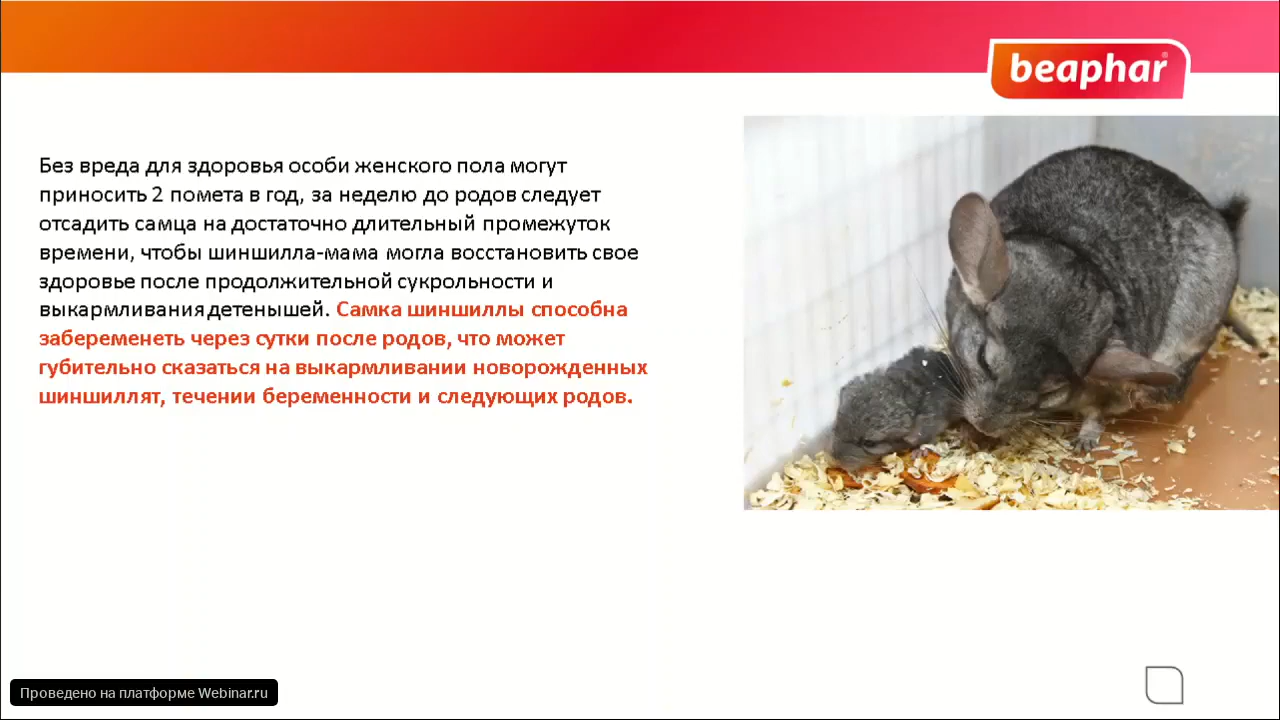 beaphar
Без вреда для здоровья особи женского пола могут
приносить 2 помета в год, за неделю до родов следует
отсадить самца на достаточно длительный промежуток
времени, чтобы шиншилла-мама могла восстановить свое
здоровье после продолжительной сукрольности и
выкармливания детенышей. Самка шиншиллы способна
забеременеть через сутки после родов, что может
губительно сказаться на выкармливании новорожденных
шиншиллят, течении беременности и следующих родов.
Проведено на платформе Webinar.ru